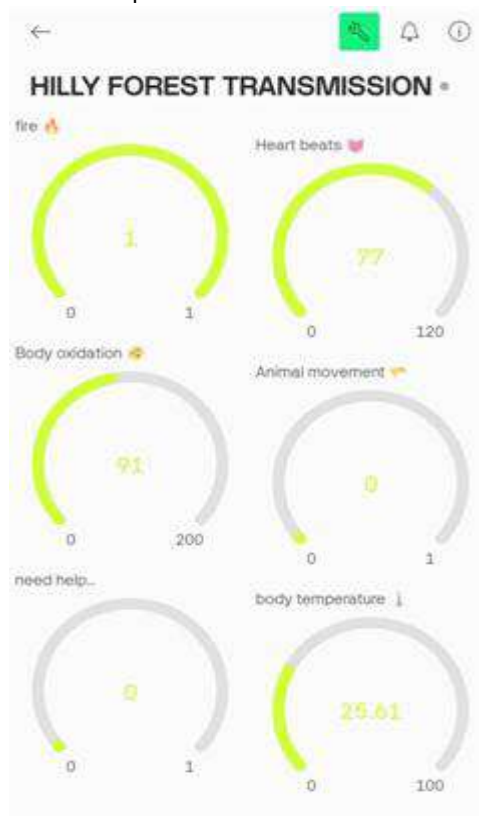 HILLY FOREST TRANSMISSION
fire 🔥
1
0 1
Heart beats
77
0 120
Body oxidation
91
0 200
Animal movement
0
0 1
need help...
0
0 1
body temperature 🌡
25.61
0 100